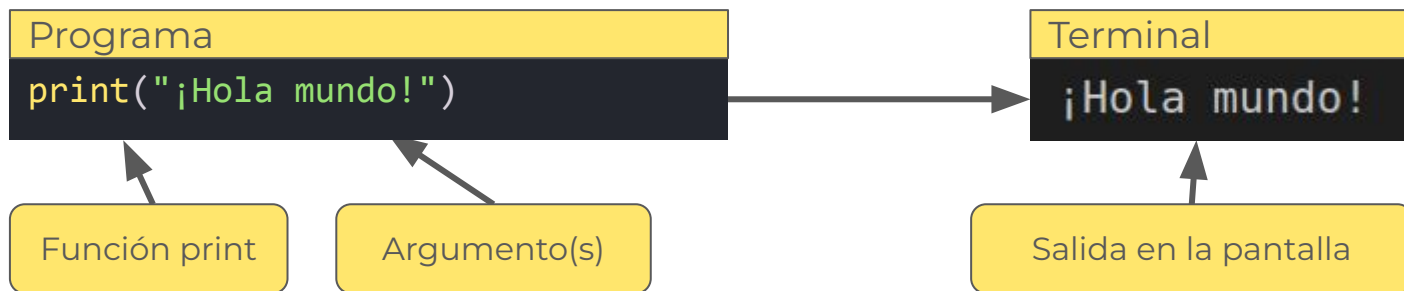 Programa
print("¡Hola mundo!")
Terminal
¡Hola mundo!
Función print
Argumento(s)
Salida en la pantalla